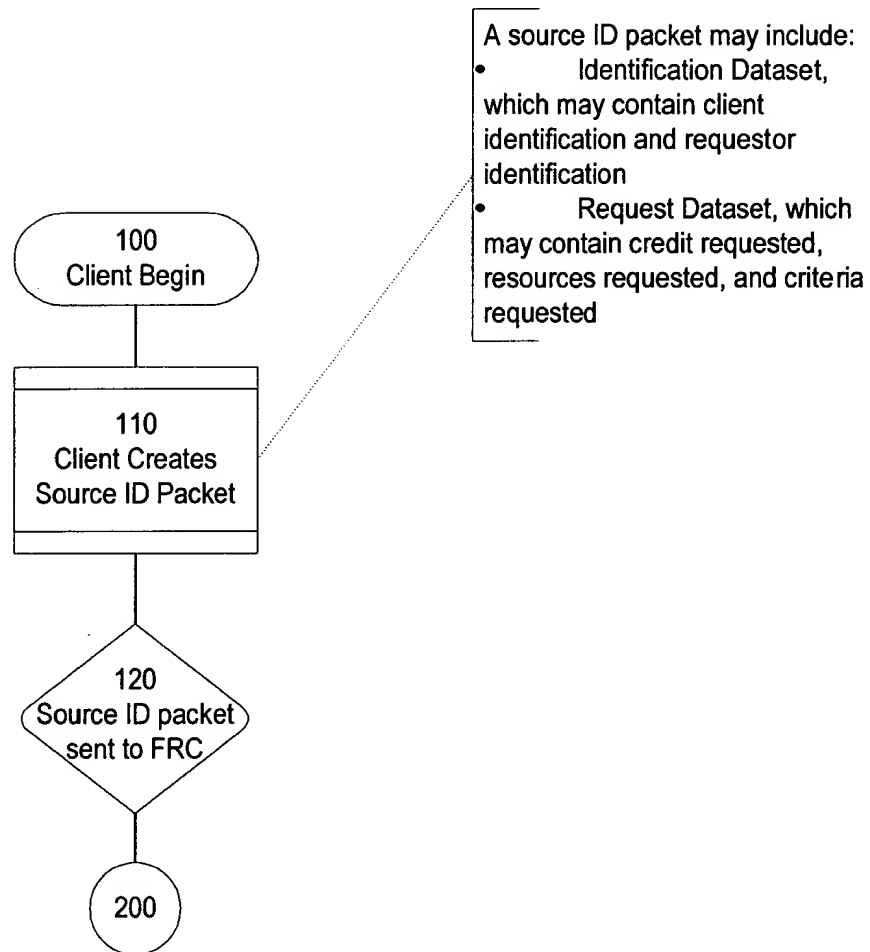 A source ID packet may include:
• Identification Dataset,
which may contain client
identification and requestor
identification
• Request Dataset, which
may contain credit requested,
resources requested, and criteria
requested
100
Client Begin
110
Client Creates
Source ID Packet
120
Source ID packet
sent to FRC
200